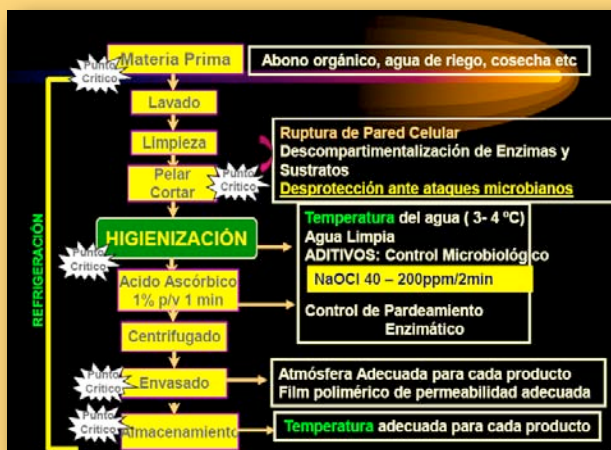 Punto Crítico
Materia Prima
Abono orgánico, agua de riego, cosecha etc
Lavado
Limpieza
Pelar
Cortar
Punto Crítico
Ruptura de Pared Celular
Descompartimentalización de Enzimas y
Sustratos
Desprotección ante ataques microbianos
HIGIENIZACIÓN
Temperatura del agua ( 3- 4 ºC)
Agua Limpia
ADITIVOS: Control Microbiológico
NaOCl 40 – 200ppm/2min
Control de Pardeamiento
Enzimático
Punto Crítico
Acido Ascórbico
1% p/v 1 min
Centrifugado
Punto Crítico
Envasado
Atmósfera Adecuada para cada producto
Film polimérico de permeabilidad adecuada
Punto Crítico
Almacenamiento
Temperatura adecuada para cada producto
REFRIGERACIÓN